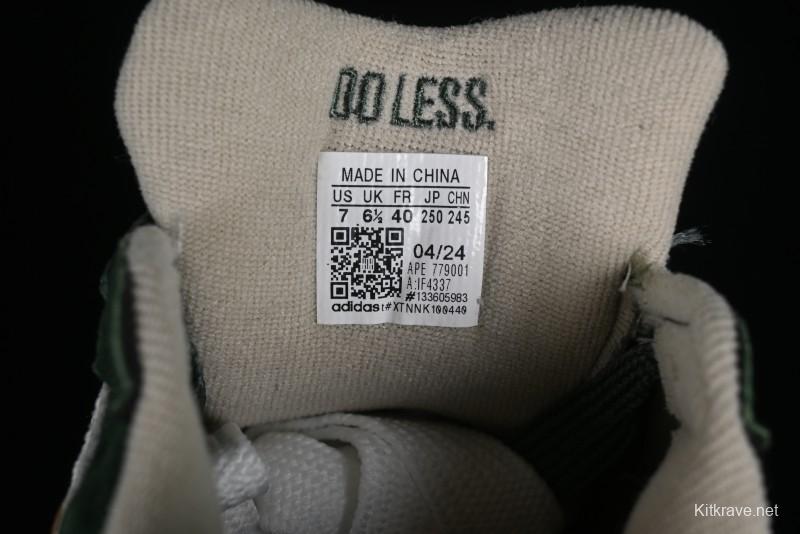 DO LESS.
MADE IN CHINA
US UK FR JP CHN
7 6½ 40 250 245
04/24
APE 779001
A:IF4337
#133605983
adidas t# XTNNK100440
Kitkrave.net